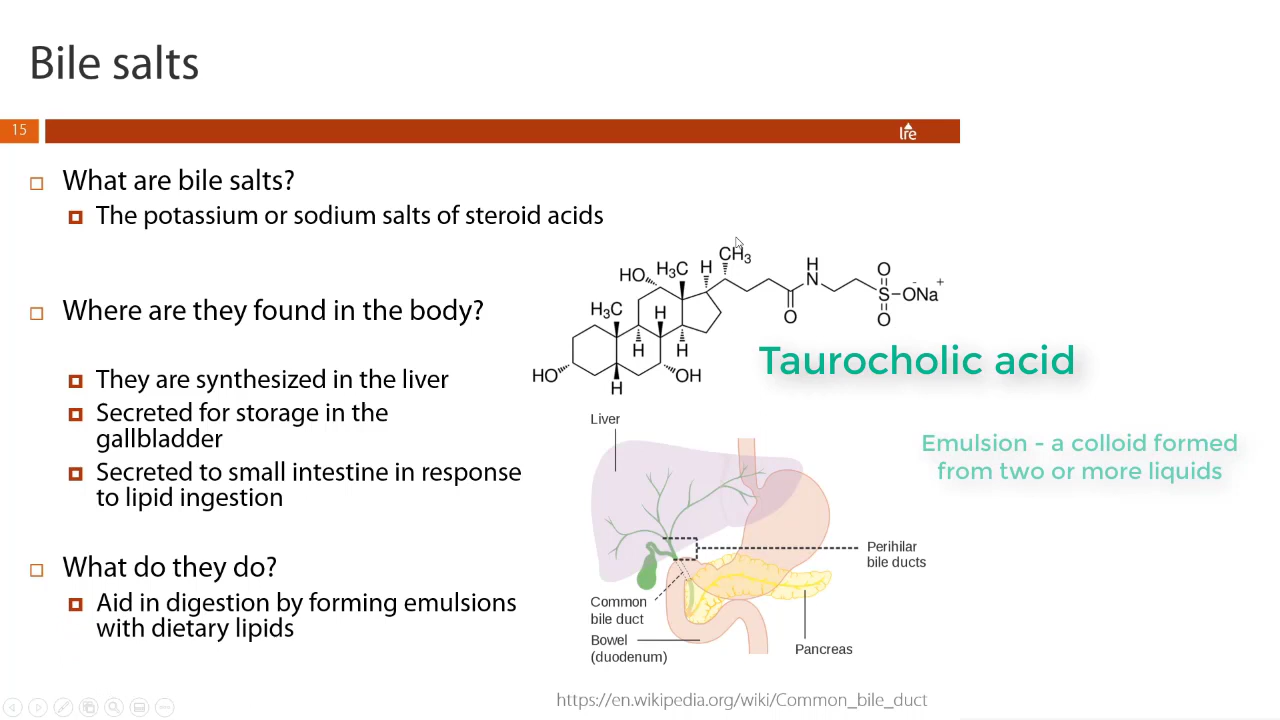 Bile salts
15
lre
What are bile salts?
The potassium or sodium salts of steroid acids
Where are they found in the body?
They are synthesized in the liver
Secreted for storage in the
gallbladder
Secreted to small intestine in response
to lipid ingestion
What do they do?
Aid in digestion by forming emulsions
with dietary lipids
CH3
HO
H3C
H
H
N
O
S
O
- +
ONa
O
O
H3C
H
H
H
HO
OH
H
Taurocholic acid
Emulsion - a colloid formed
from two or more liquids
Liver
Perihilar
bile ducts
Common
bile duct
Bowel
(duodenum)
Pancreas
https://en.wikipedia.org/wiki/Common_bile_duct